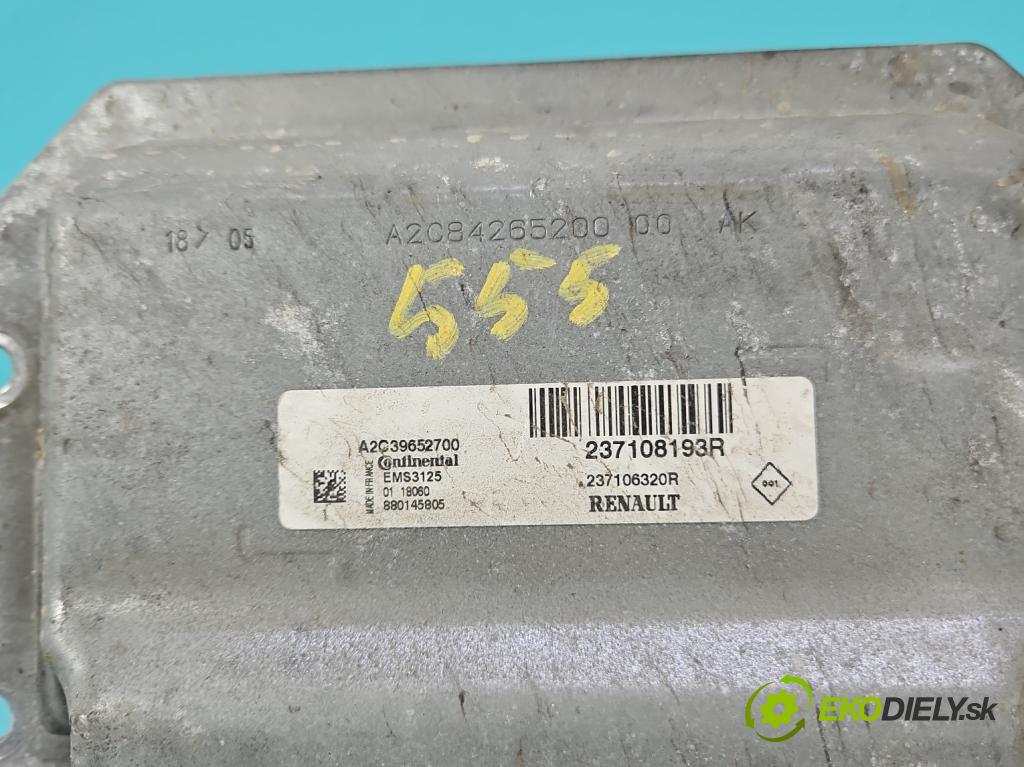 18> 05 A2C84265200 00 AK
555
A2C39652700
Continental
EMS3125
01 18060
880145805
MADE IN FRANCE
237108193R
237106320R
RENAULT
001
EKODIELY.sk